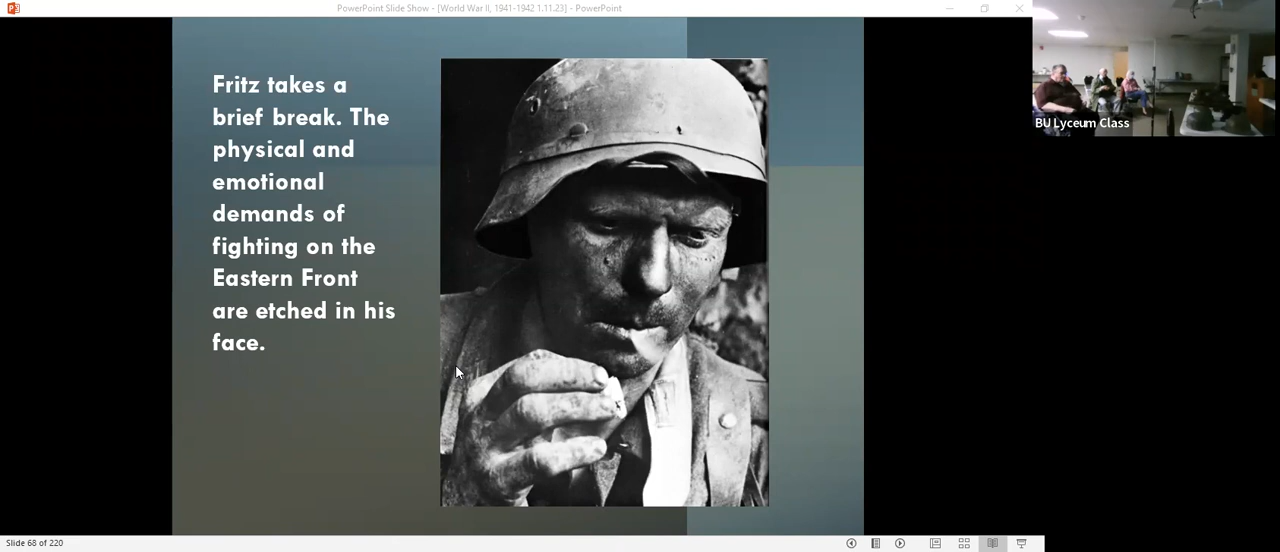 PowerPoint Slide Show - [World War II, 1941-1942 1.11.23] - PowerPoint
Fritz takes a
brief break. The
physical and
emotional
demands of
fighting on the
Eastern Front
are etched in his
face.
BU Lyceum Class
Slide 68 of 220